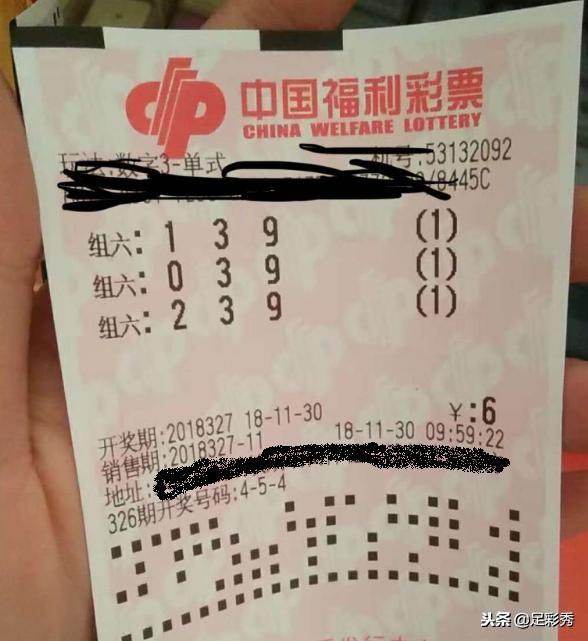 中国福利彩票
CHINA WELFARE LOTTERY
玩法:数字3-单式 机号:53132092
/8445C
组六: 1 3 9 (1)
组六: 0 3 9 (1)
组六: 2 3 9 (1)
¥:6
开奖期:2018327 18-11-30
销售期:2018327-11 18-11-30 09:59:22
地址:
326期开奖号码:4-5-4
头条 @足彩秀